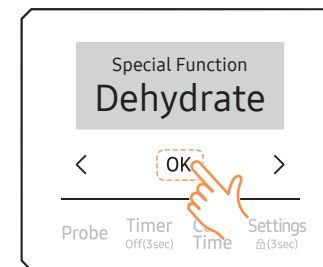 Special Function
Dehydrate
< OK >
Probe Timer Time Settings
Off(3sec) (3sec)